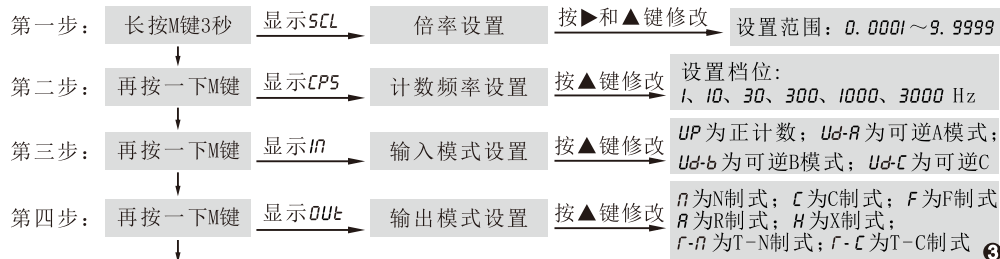 第一步： 长按M键3秒 显示SCL 倍率设置 按▶和▲键修改 设置范围：0.0001～9.9999
第二步： 再按一下M键 显示CPS 计数频率设置 按▲键修改 设置档位:
1、10、30、300、1000、3000 Hz
第三步： 再按一下M键 显示In 输入模式设置 按▲键修改 UP为正计数；Ud-A为可逆A模式；
Ud-b为可逆B模式；Ud-C为可逆C
第四步： 再按一下M键 显示OUt 输出模式设置 按▲键修改 n为N制式；C为C制式；F为F制式
A为R制式；H为X制式；
r-n为T-N制式；r-C为T-C制式
❸